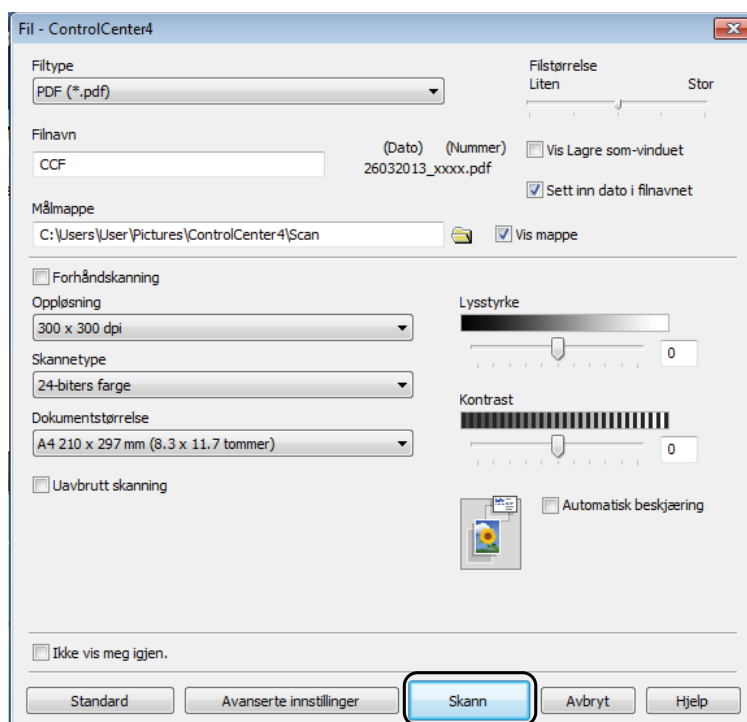 Fil - ControlCenter4
Filtype
PDF (*.pdf)
Filstørrelse
Liten Stor
Filnavn
CCF
(Dato) (Nummer)
26032013_xxxx.pdf
Vis Lagre som-vinduet
Sett inn dato i filnavnet
Målmappe
C:\Users\User\Pictures\ControlCenter4\Scan
Vis mappe
Forhåndskanning
Oppløsning
300 x 300 dpi
Skannetype
24-biters farge
Dokumentstørrelse
A4 210 x 297 mm (8.3 x 11.7 tommer)
Uavbrutt skanning
Lysstyrke
0
Kontrast
0
Automatisk beskjæring
Ikke vis meg igjen.
Standard Avanserte innstillinger Skann Avbryt Hjelp